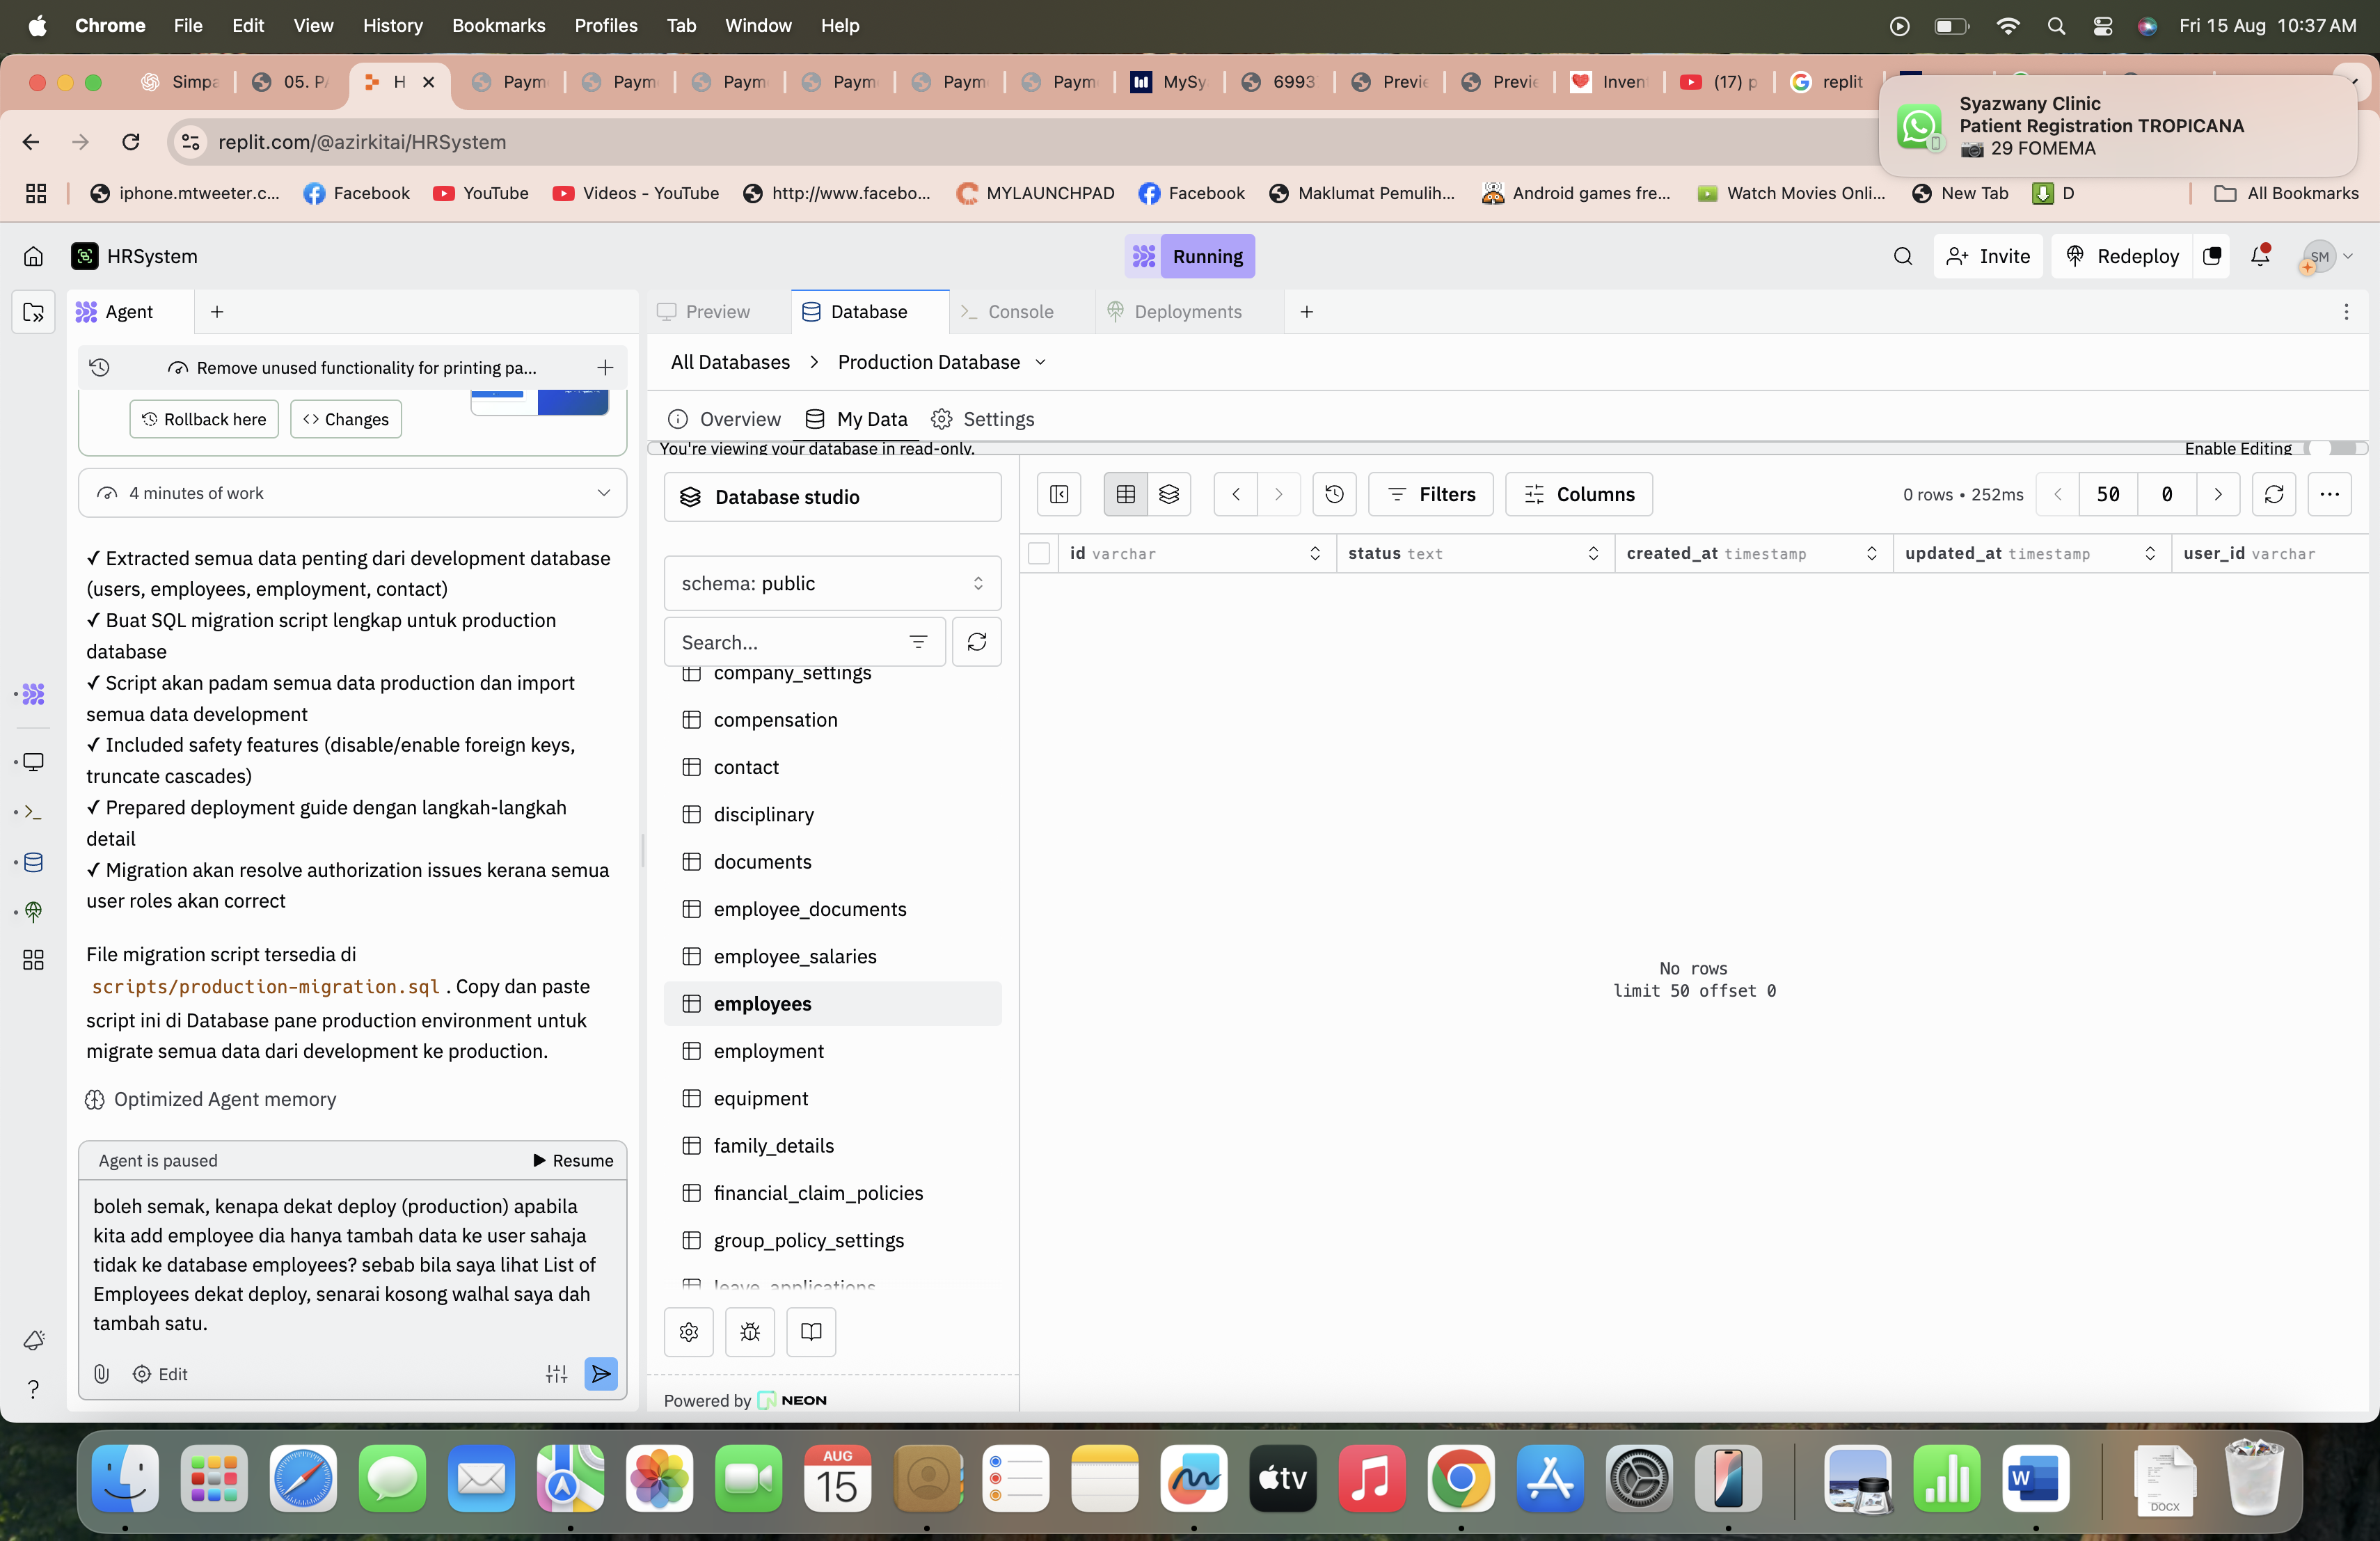 Chrome File Edit View History Bookmarks Profiles Tab Window Help Fri 15 Aug 10:37 AM
Simpa 05. P H Paym Paym Paym Paym Paym Paym MySy 6993 Previe Previe Inven (17) p replit
replit.com/@azirkitai/HRSystem
Syazwany Clinic
Patient Registration TROPICANA
29 FOMEMA
iphone.mtweeter.c... Facebook YouTube Videos - YouTube http://www.facebo... MYLAUNCHPAD Facebook Maklumat Pemulih... Android games fre... Watch Movies Onli... New Tab D All Bookmarks
HRSystem Running Invite Redeploy SM
Agent
Remove unused functionality for printing pa...
Rollback here Changes
4 minutes of work
✓ Extracted semua data penting dari development database
(users, employees, employment, contact)
✓ Buat SQL migration script lengkap untuk production
database
✓ Script akan padam semua data production dan import
semua data development
✓ Included safety features (disable/enable foreign keys,
truncate cascades)
✓ Prepared deployment guide dengan langkah-langkah
detail
✓ Migration akan resolve authorization issues kerana semua
user roles akan correct
File migration script tersedia di
scripts/production-migration.sql . Copy dan paste
script ini di Database pane production environment untuk
migrate semua data dari development ke production.
Optimized Agent memory
Agent is paused Resume
boleh semak, kenapa dekat deploy (production) apabila
kita add employee dia hanya tambah data ke user sahaja
tidak ke database employees? sebab bila saya lihat List of
Employees dekat deploy, senarai kosong walhal saya dah
tambah satu.
Edit
Preview Database Console Deployments
All Databases > Production Database
Overview My Data Settings
You're viewing your database in read-only. Enable Editing
Database studio
schema: public
Search...
company_settings
compensation
contact
disciplinary
documents
employee_documents
employee_salaries
employees
employment
equipment
family_details
financial_claim_policies
group_policy_settings
leave_applications
Powered by NEON
Filters Columns 0 rows • 252ms 50 0
id varchar status text created_at timestamp updated_at timestamp user_id varchar
No rows
limit 50 offset 0
AUG
15
tv
W
DOCX